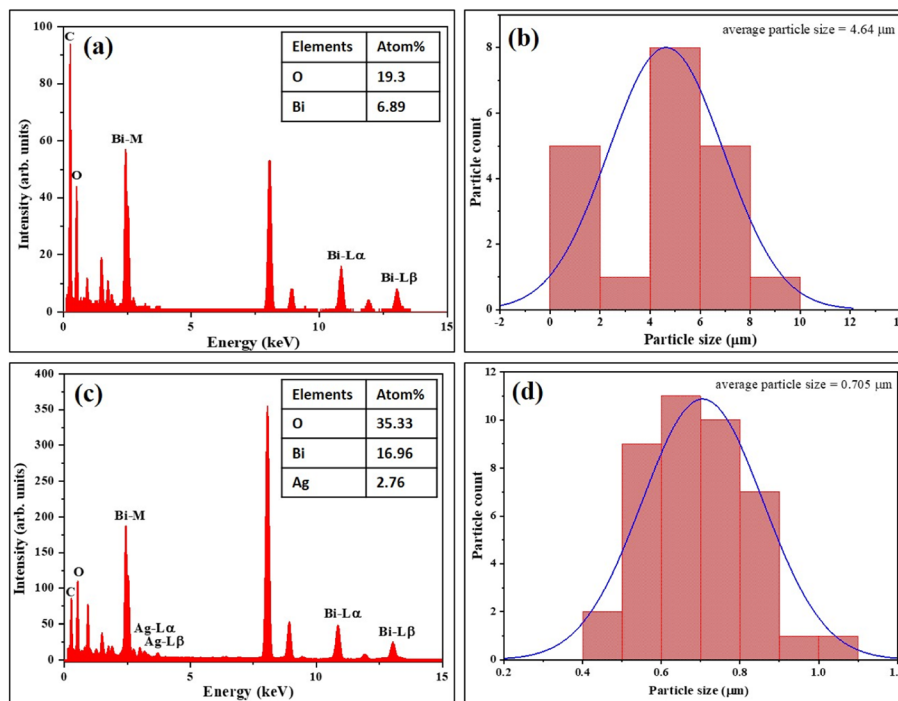 (a)
Elements Atom%
O 19.3
Bi 6.89
C
O
Bi-M
Bi-Lα
Bi-Lβ
100
80
60
40
20
0
0 5 10 15
Intensity (arb. units)
Energy (keV)
(b)
average particle size = 4.64 μm
8
6
4
2
0
-2 0 2 4 6 8 10 12
Particle count
Particle size (μm)
(c)
Elements Atom%
O 35.33
Bi 16.96
Ag 2.76
C
O
Bi-M
Ag-Lα
Ag-Lβ
Bi-Lα
Bi-Lβ
400
350
300
250
200
150
100
50
0
0 5 10 15
Intensity (arb. units)
Energy (keV)
(d)
average particle size = 0.705 μm
12
10
8
6
4
2
0
0.2 0.4 0.6 0.8 1.0
Particle count
Particle size (μm)